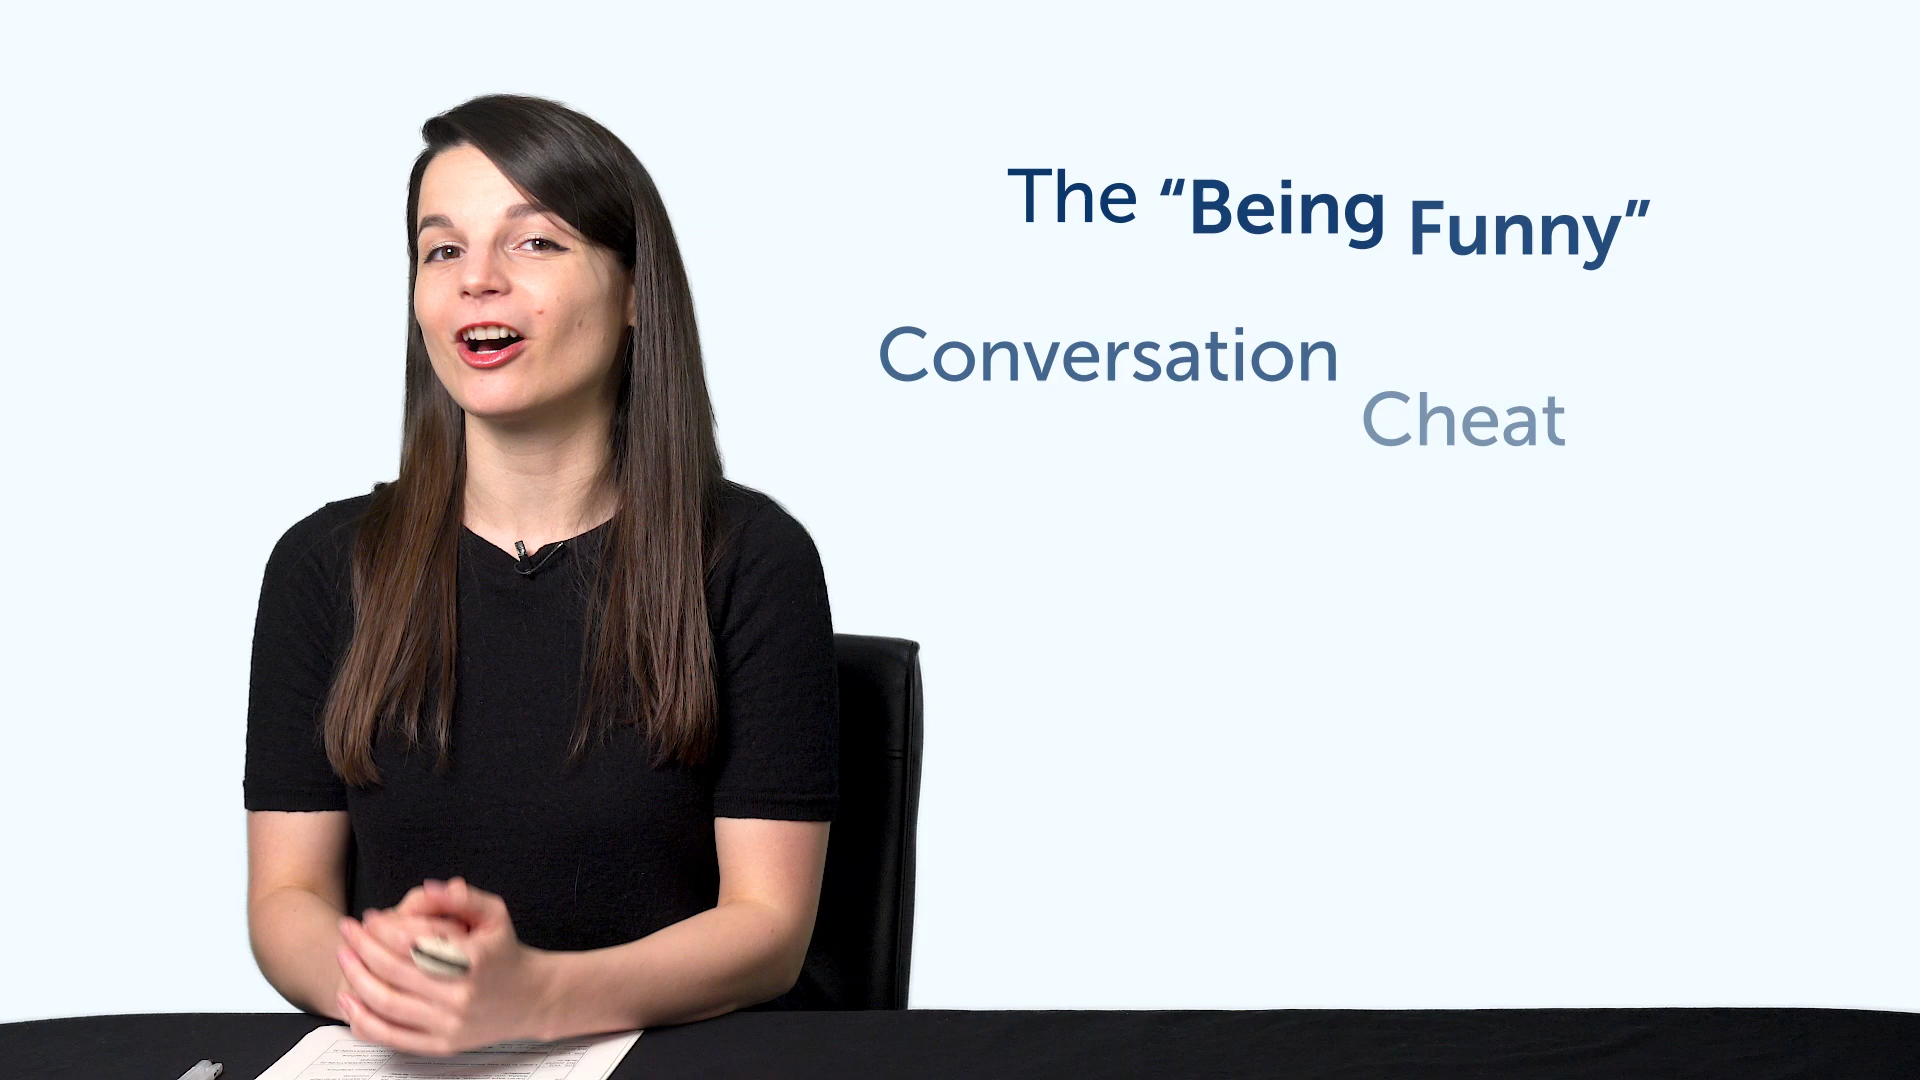 The “Being Funny”
Conversation Cheat